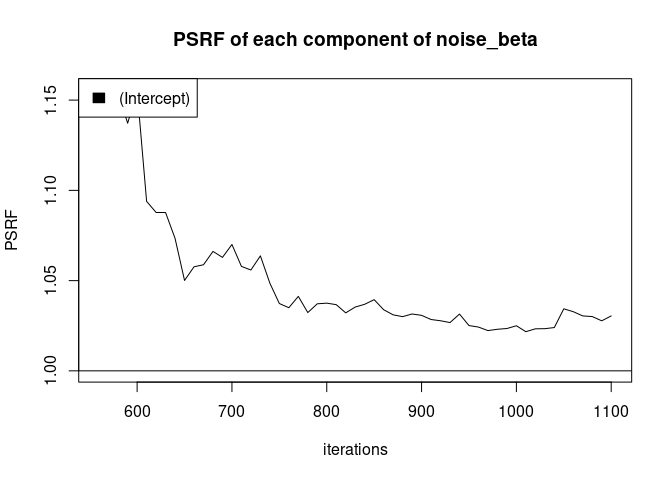 PSRF of each component of noise_beta
(Intercept)
PSRF
1.15
1.10
1.05
1.00
600 700 800 900 1000 1100
iterations